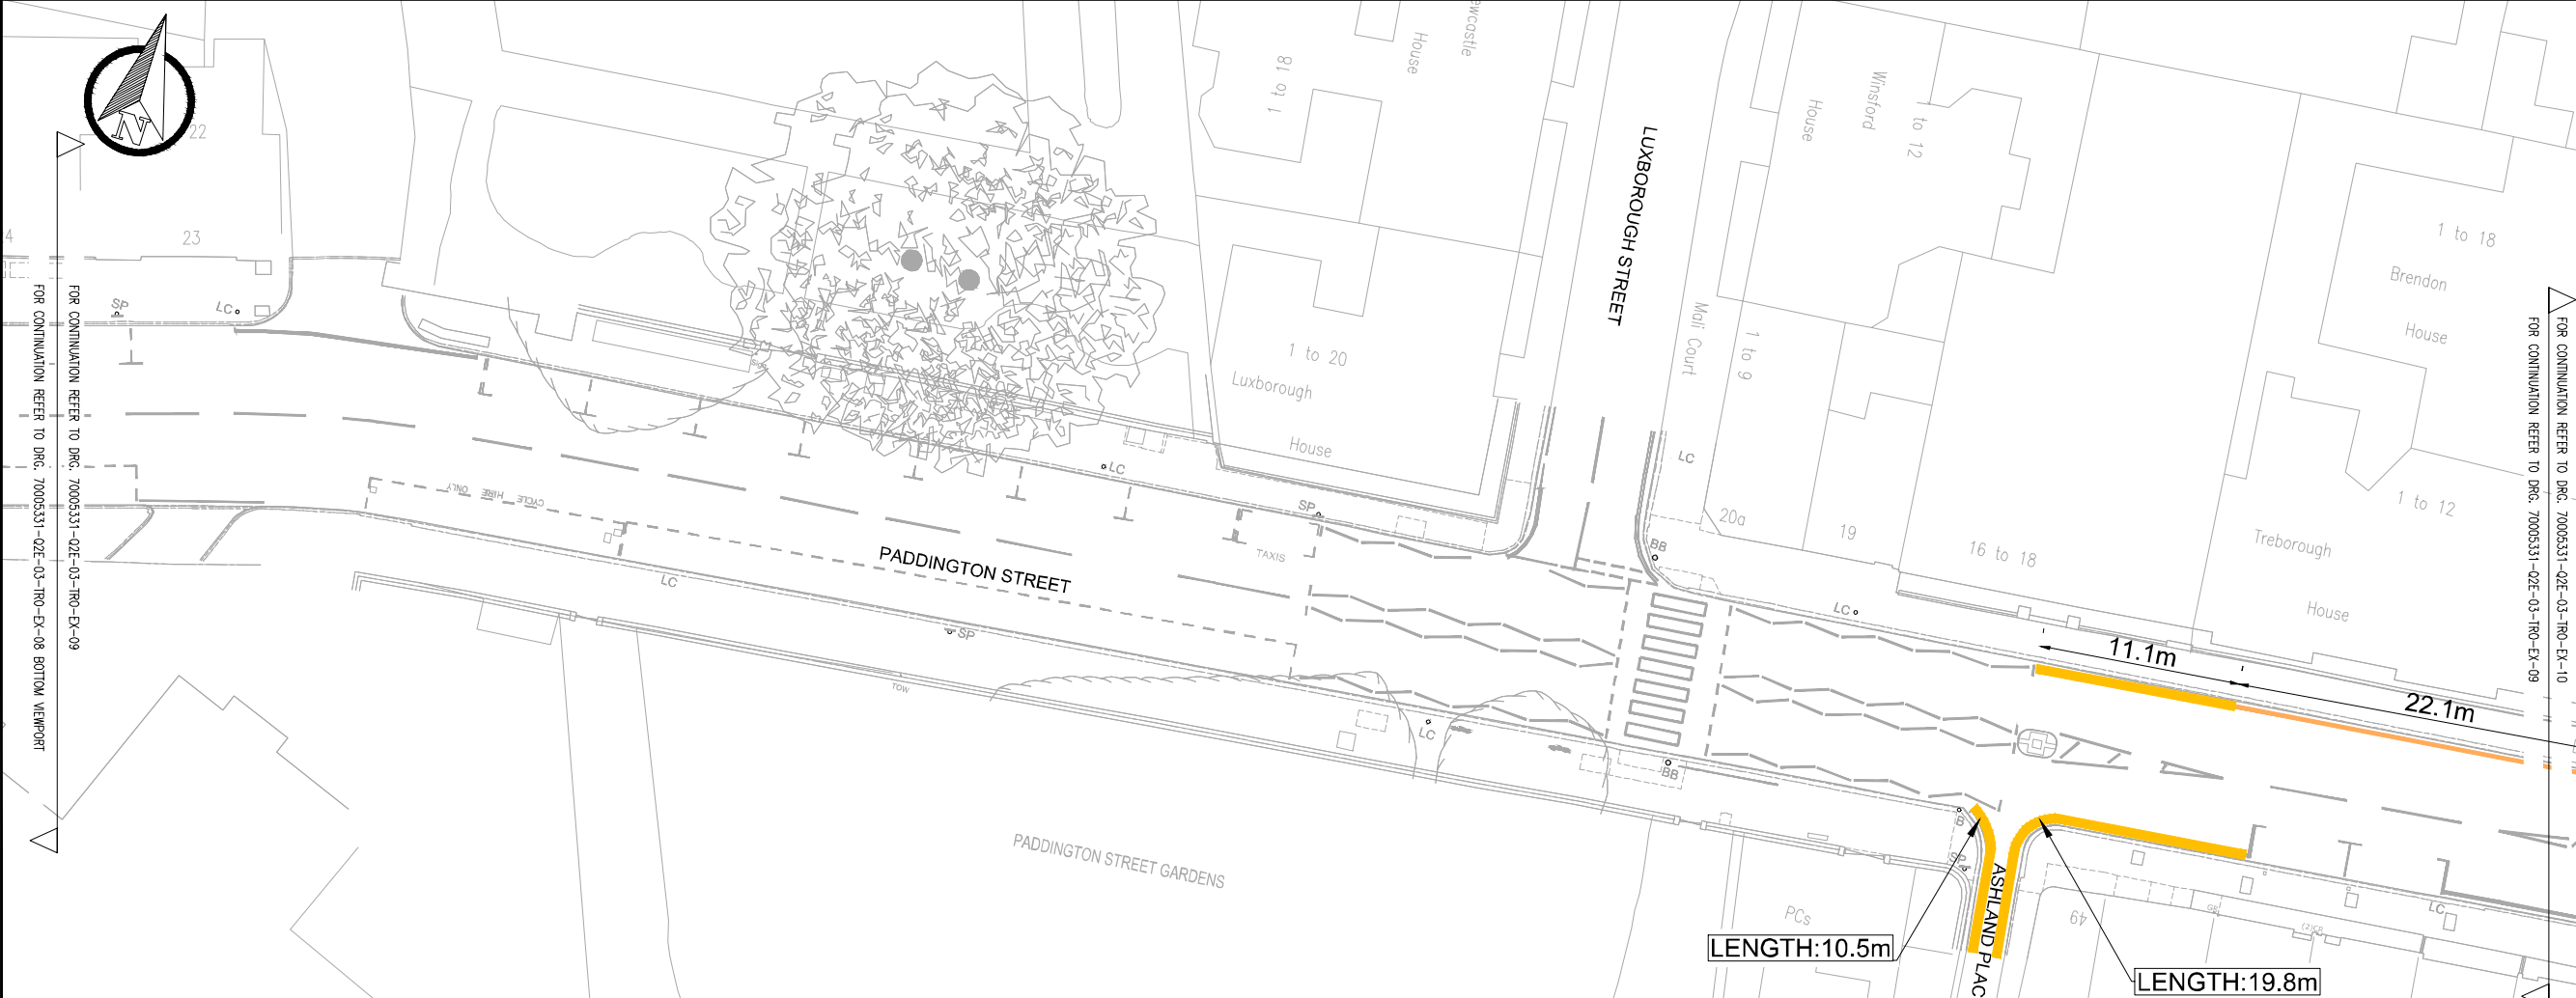 N
22
23
SP
LC
FOR CONTINUATION REFER TO DRG. 70005331-Q2E-03-TRO-EX-09
FOR CONTINUATION REFER TO DRG. 70005331-Q2E-03-TRO-EX-08 BOTTOM VIEWPORT
CYCLE HIRE ONLY
LC
PADDINGTON STREET
SP
TOW
PADDINGTON STREET GARDENS
LC
1 to 18
House
1 to 20
Luxborough
House
SP
TAXIS
LUXBOROUGH STREET
LC
BB
BB
LC
Mali Court
1 to 9
House
Winsford
1 to 12
20a
19
16 to 18
LC
1 to 18
Brendon
House
1 to 12
Treborough
House
11.1m
22.1m
B
SP
PCs
ASHLAND PLAC
49
LC
LENGTH:10.5m
LENGTH:19.8m
FOR CONTINUATION REFER TO DRG. 70005331-Q2E-03-TRO-EX-10
FOR CONTINUATION REFER TO DRG. 70005331-Q2E-03-TRO-EX-09